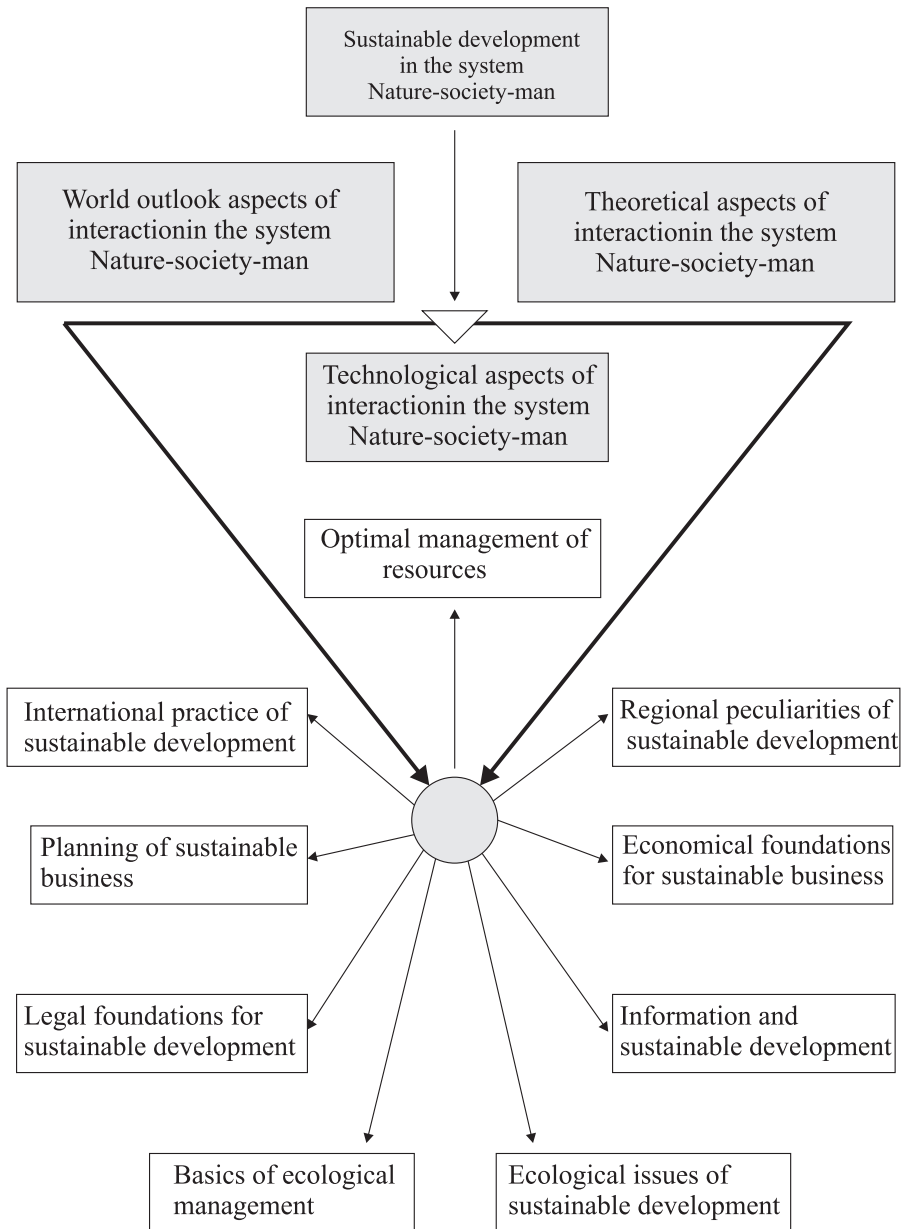 Sustainable development
in the system
Nature-society-man
World outlook aspects of
interactionin the system
Nature-society-man
Theoretical aspects of
interactionin the system
Nature-society-man
Technological aspects of
interactionin the system
Nature-society-man
Optimal management of
resources
International practice of
sustainable development
Regional peculiarities of
sustainable development
Planning of sustainable
business
Economical foundations
for sustainable business
Legal foundations for
sustainable development
Information and
sustainable development
Basics of ecological
management
Ecological issues of
sustainable development